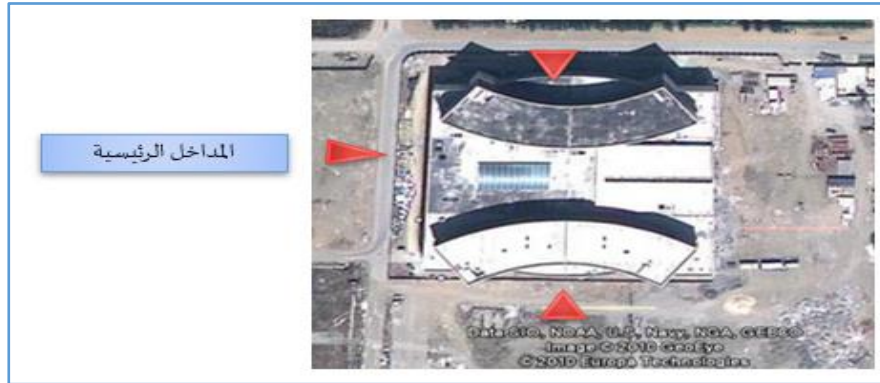 المداخل الرئيسية
Data SIO, NOAA, U.S. Navy, NGA, GEBCO
Image © 2010 GeoEye
© 2010 Europa Technologies